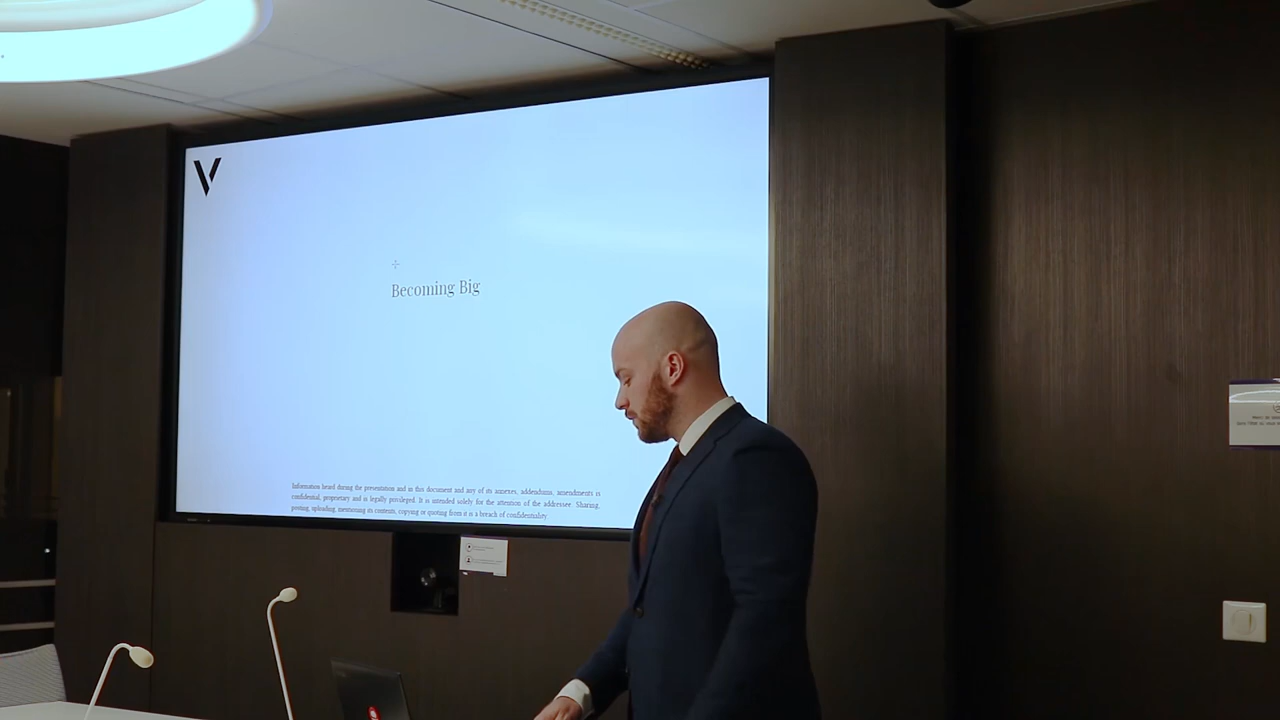 V
Becoming Big
Information heard during the presentation and in this document and any of its annexes, addendums, amendments is
confidential, proprietary and is legally privileged. It is intended solely for the attention of the addressee. Sharing,
posting, uploading, mentioning its contents, copying or quoting from it is a breach of confidentiality.